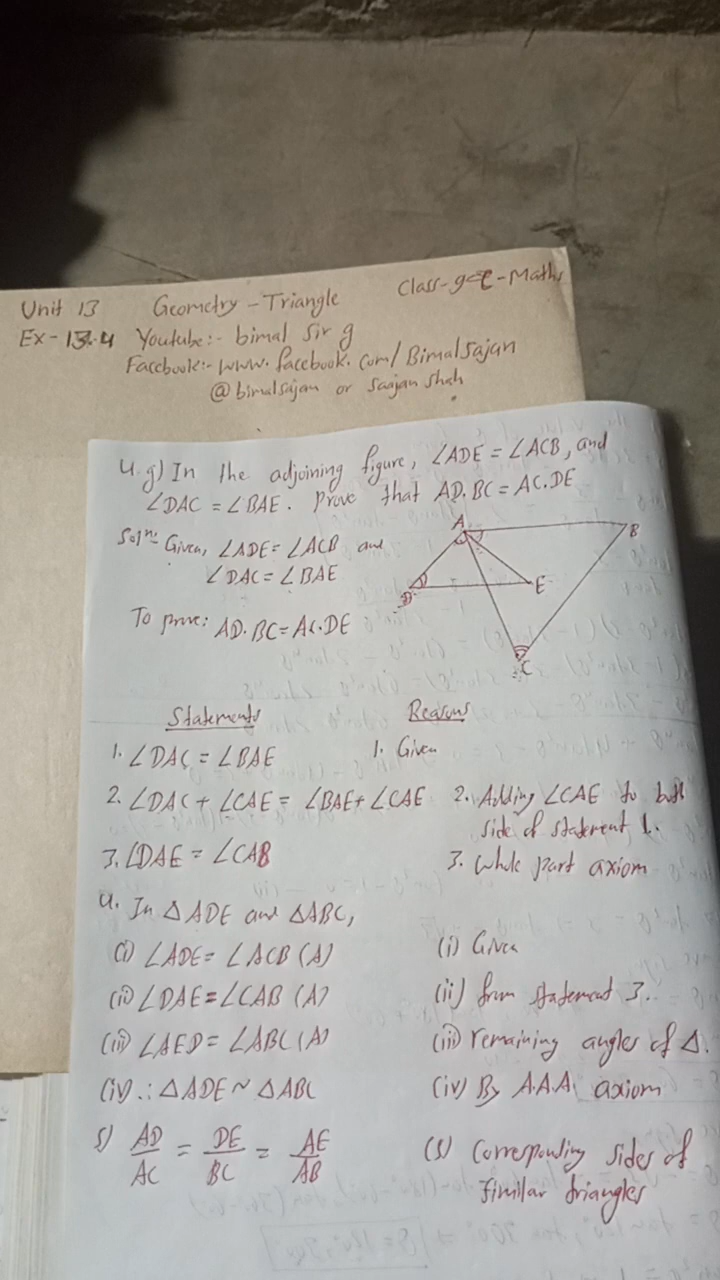 Unit 13 Geometry - Triangle Class-9 - C-Maths
Ex - 13.4 Youtube:- bimal sir g
Facebook:- www.facebook.com/Bimalsajan
@bimalsajan or Saajan Shah
4.g) In the adjoining figure, ∠ADE = ∠ACB, and
∠DAC = ∠BAE. Prove that AD.BC = AC.DE
Solⁿ:- Given, ∠ADE = ∠ACB and
∠DAC = ∠BAE
To prove: AD.BC = AC.DE
A
B
D
E
C
Statements Reasons
1. ∠DAC = ∠BAE 1. Given
2. ∠DAC + ∠CAE = ∠BAE + ∠CAE 2. Adding ∠CAE to both
side of statement 1.
3. ∠DAE = ∠CAB 3. Whole part axiom
4. In △ADE and △ABC,
(i) ∠ADE = ∠ACB (A) (i) Given
(ii) ∠DAE = ∠CAB (A) (ii) from statement 3.
(iii) ∠AED = ∠ABC (A) (iii) remaining angles of Δ.
(iv) ∴ △ADE ~ △ABC (iv) By A.A.A. axiom
5) AD/AC = DE/BC = AE/AB (5) Corresponding sides of
similar triangles